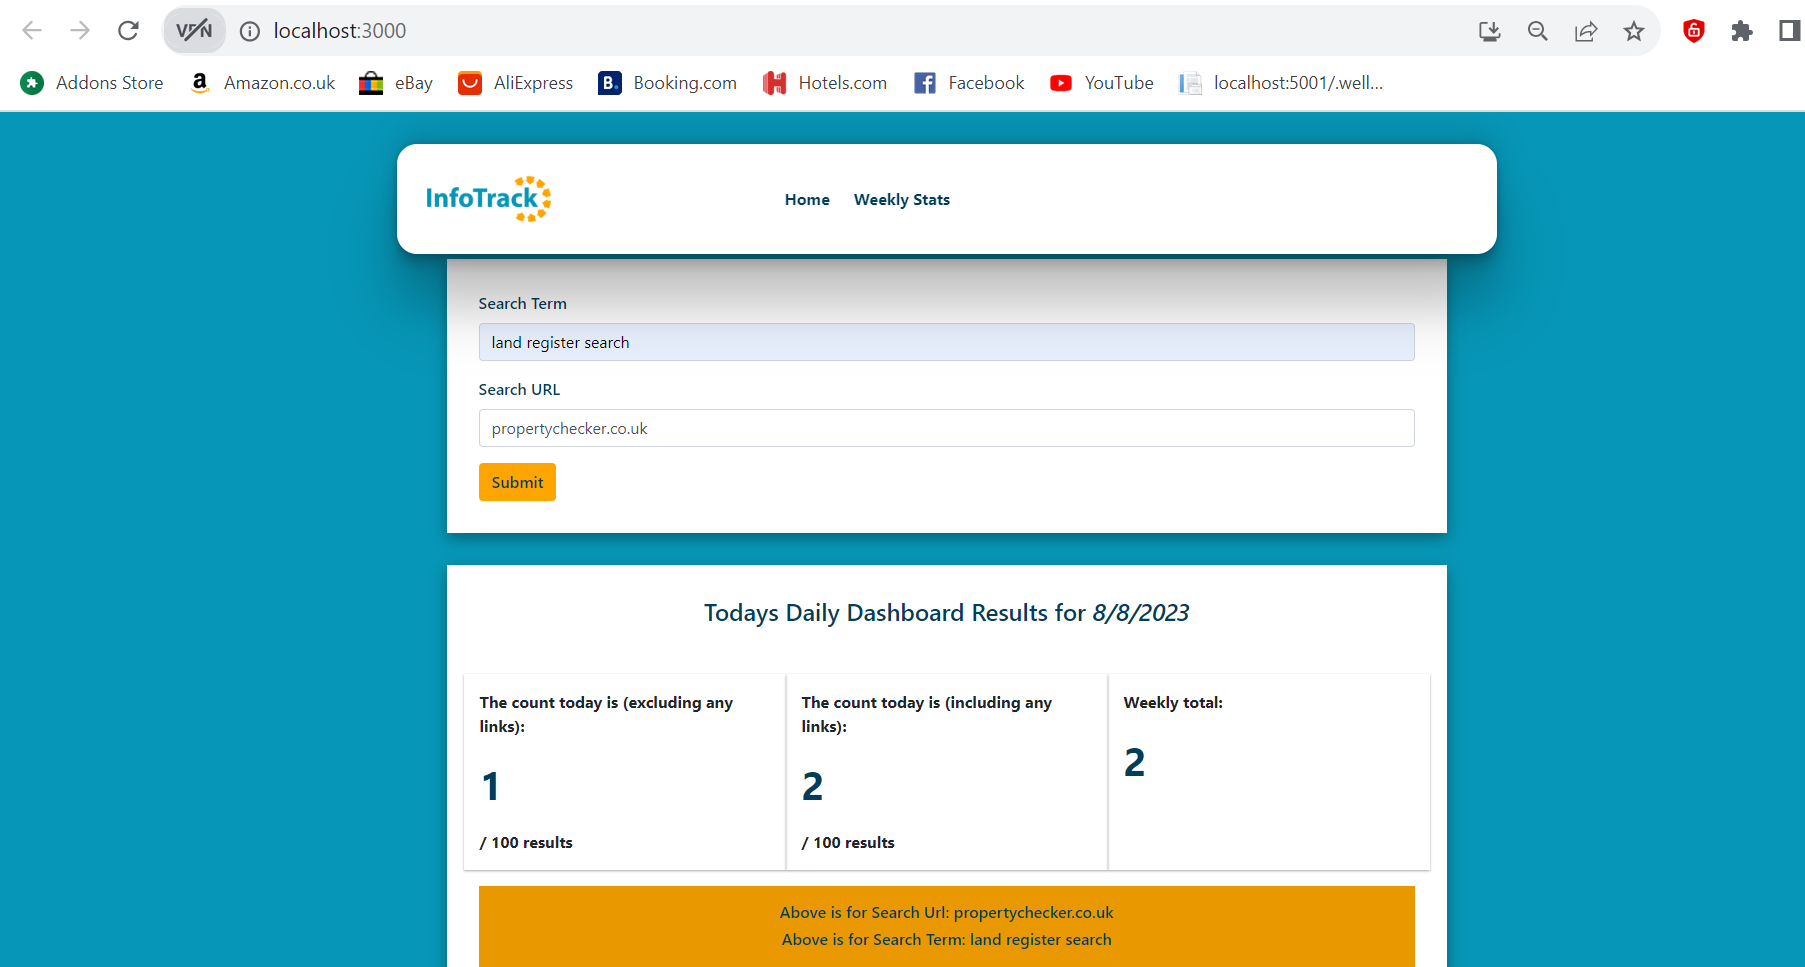 VPN localhost:3000
Addons Store Amazon.co.uk eBay AliExpress Booking.com Hotels.com Facebook YouTube localhost:5001/.well...
InfoTrack Home Weekly Stats
Search Term
land register search
Search URL
propertychecker.co.uk
Submit
Todays Daily Dashboard Results for 8/8/2023
The count today is (excluding any
links):
1
/ 100 results
The count today is (including any
links):
2
/ 100 results
Weekly total:
2
Above is for Search Url: propertychecker.co.uk
Above is for Search Term: land register search